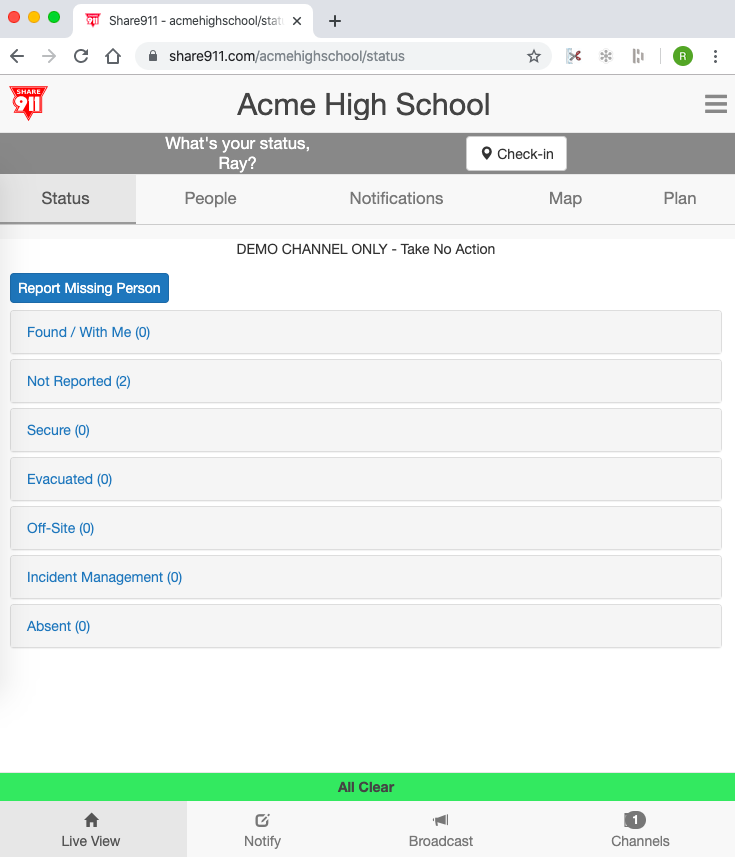 Share911 - acmehighschool/stat
share911.com/acmehighschool/status
R
SHARE
911
Acme High School
What's your status,
Ray?
Check-in
Status People Notifications Map Plan
DEMO CHANNEL ONLY - Take No Action
Report Missing Person
Found / With Me (0)
Not Reported (2)
Secure (0)
Evacuated (0)
Off-Site (0)
Incident Management (0)
Absent (0)
All Clear
1
Live View Notify Broadcast Channels